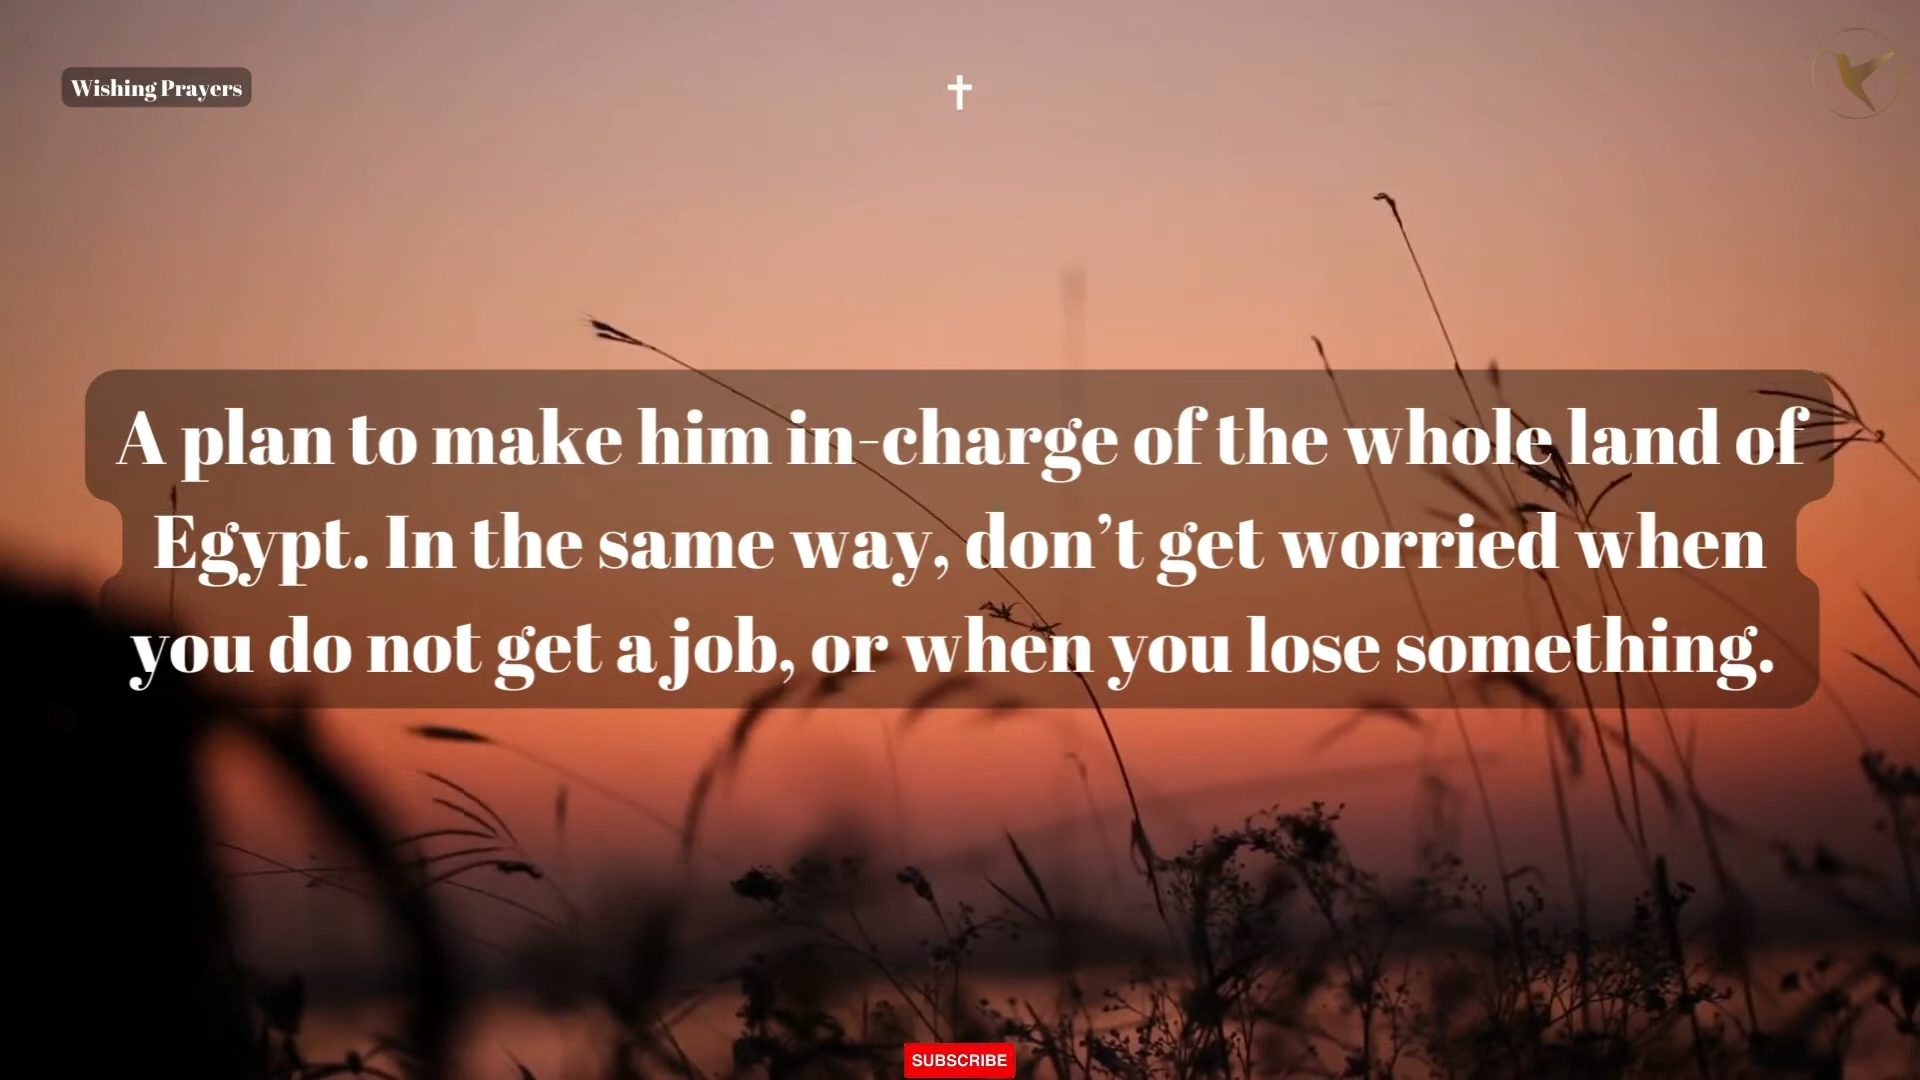 Wishing Prayers
A plan to make him in-charge of the whole land of
Egypt. In the same way, don’t get worried when
you do not get a job, or when you lose something.
SUBSCRIBE